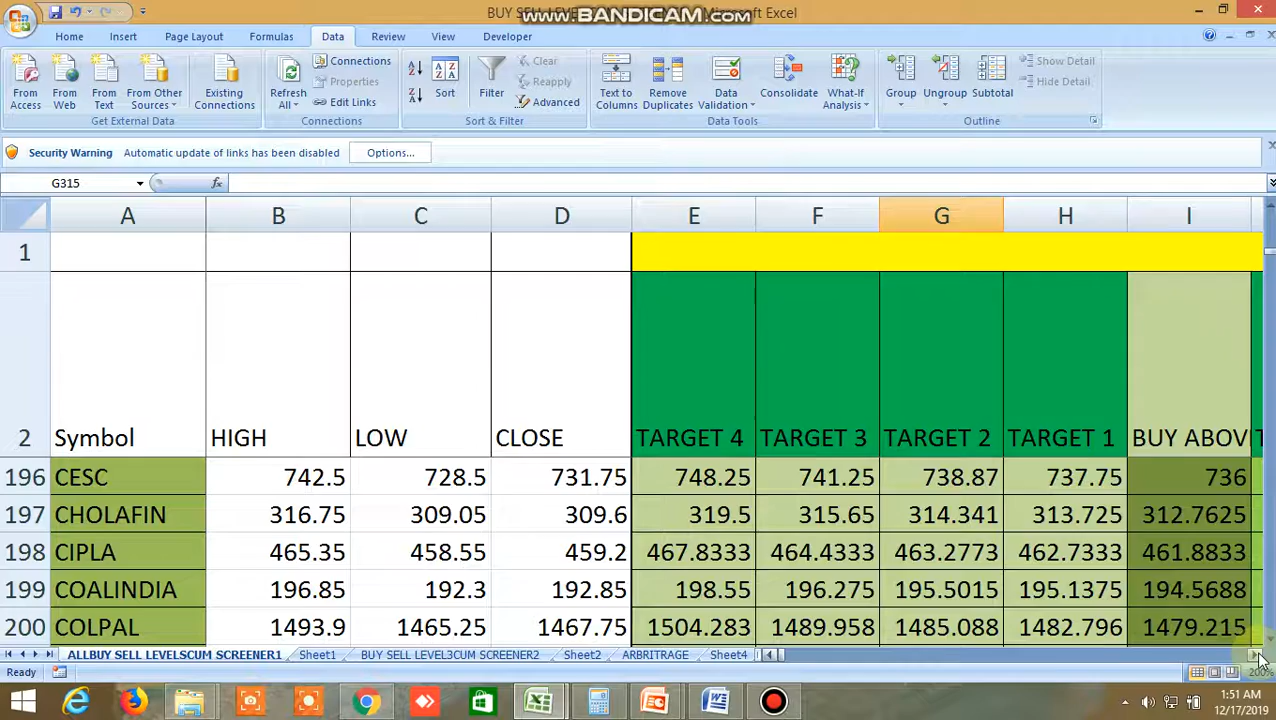 BUY SELL LEVE
www.BANDICAM.com
Microsoft Excel
Home Insert Page Layout Formulas Data Review View Developer
From Access
From Web
From Text
From Other Sources
Existing Connections
Get External Data
Refresh All
Connections
Properties
Edit Links
Connections
Sort
Filter
Clear
Reapply
Advanced
Sort & Filter
Text to Columns
Remove Duplicates
Data Validation
Consolidate
What-If Analysis
Data Tools
Group
Ungroup
Subtotal
Show Detail
Hide Detail
Outline
Security Warning Automatic update of links has been disabled Options...
G315 fx
A B C D E F G H I
1
2 Symbol HIGH LOW CLOSE TARGET 4 TARGET 3 TARGET 2 TARGET 1 BUY ABOV
196 CESC 742.5 728.5 731.75 748.25 741.25 738.87 737.75 736
197 CHOLAFIN 316.75 309.05 309.6 319.5 315.65 314.341 313.725 312.7625
198 CIPLA 465.35 458.55 459.2 467.8333 464.4333 463.2773 462.7333 461.8833
199 COALINDIA 196.85 192.3 192.85 198.55 196.275 195.5015 195.1375 194.5688
200 COLPAL 1493.9 1465.25 1467.75 1504.283 1489.958 1485.088 1482.796 1479.215
ALLBUY SELL LEVELSCUM SCREENER1 Sheet1 BUY SELL LEVEL3CUM SCREENER2 Sheet2 ARBRITRAGE Sheet4
Ready 200%
1:51 AM
12/17/2019